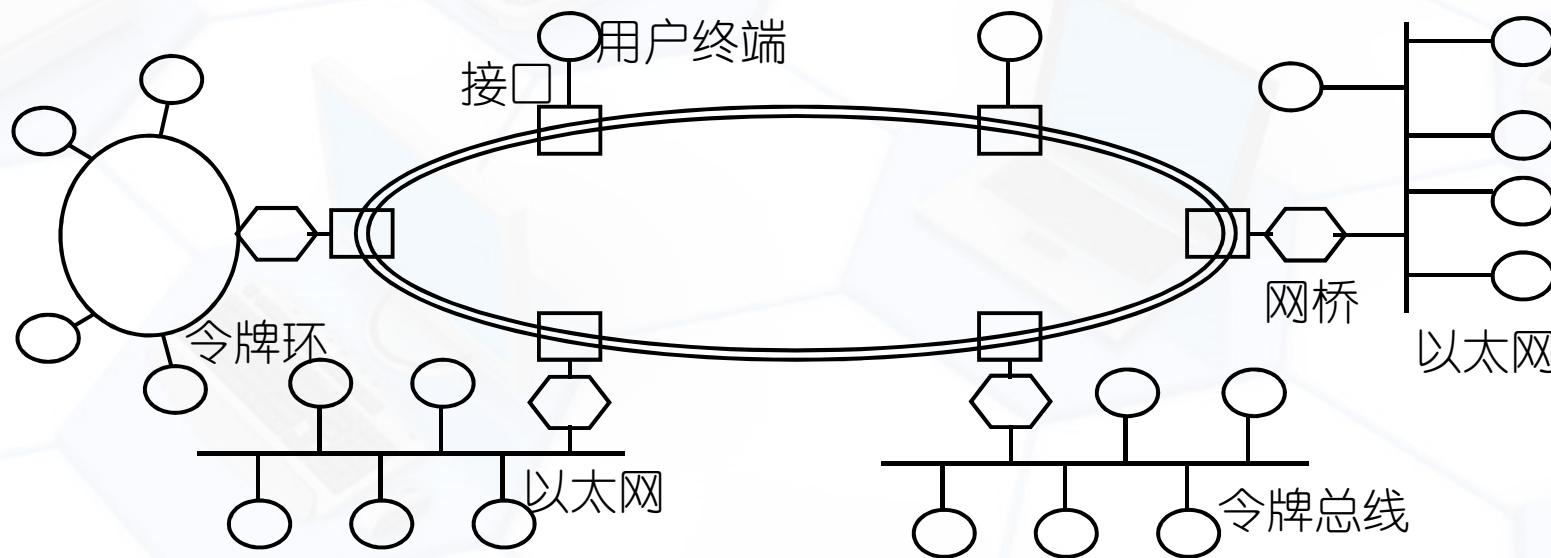 用户终端
接口
网桥
令牌环
以太网
以太网
令牌总线